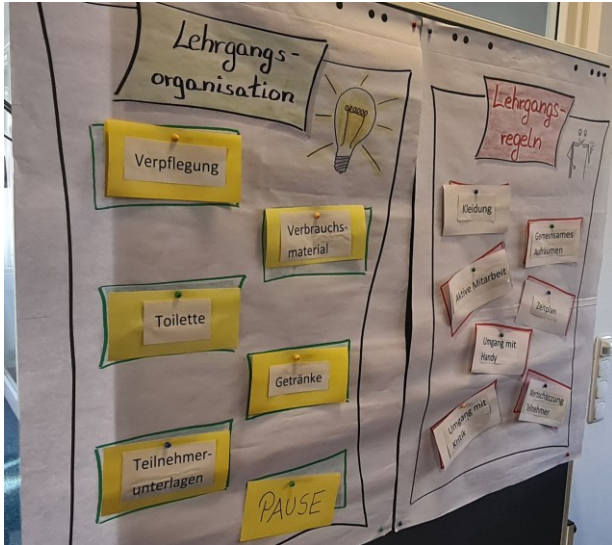 Lehrgangs-
organisation
Verpflegung
Verbrauchs-
material
Toilette
Getränke
Teilnehmer-
unterlagen
PAUSE
Lehrgangs-
regeln
Kleidung
Gemeinsames
Aufräumen
Aktive Mitarbeit
Zeitplan
Umgang mit
Handy
Wertschätzung
Teilnehmer
Umgang mit
Kritik